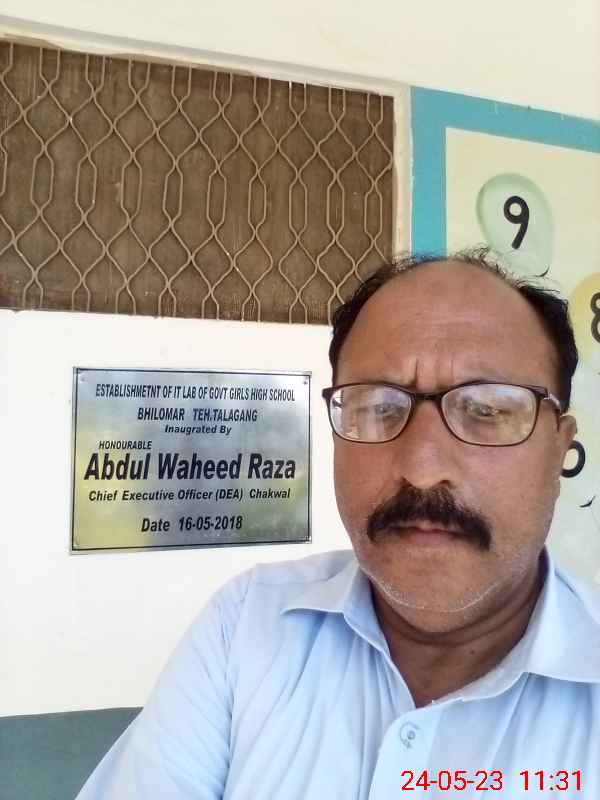 9
8
ESTABLISHMETNT OF IT LAB OF GOVT GIRLS HIGH SCHOOL
BHILOMAR TEH.TALAGANG
Inaugrated By
HONOURABLE
Abdul Waheed Raza
Chief Executive Officer (DEA) Chakwal
Date 16-05-2018
24-05-23 11:31